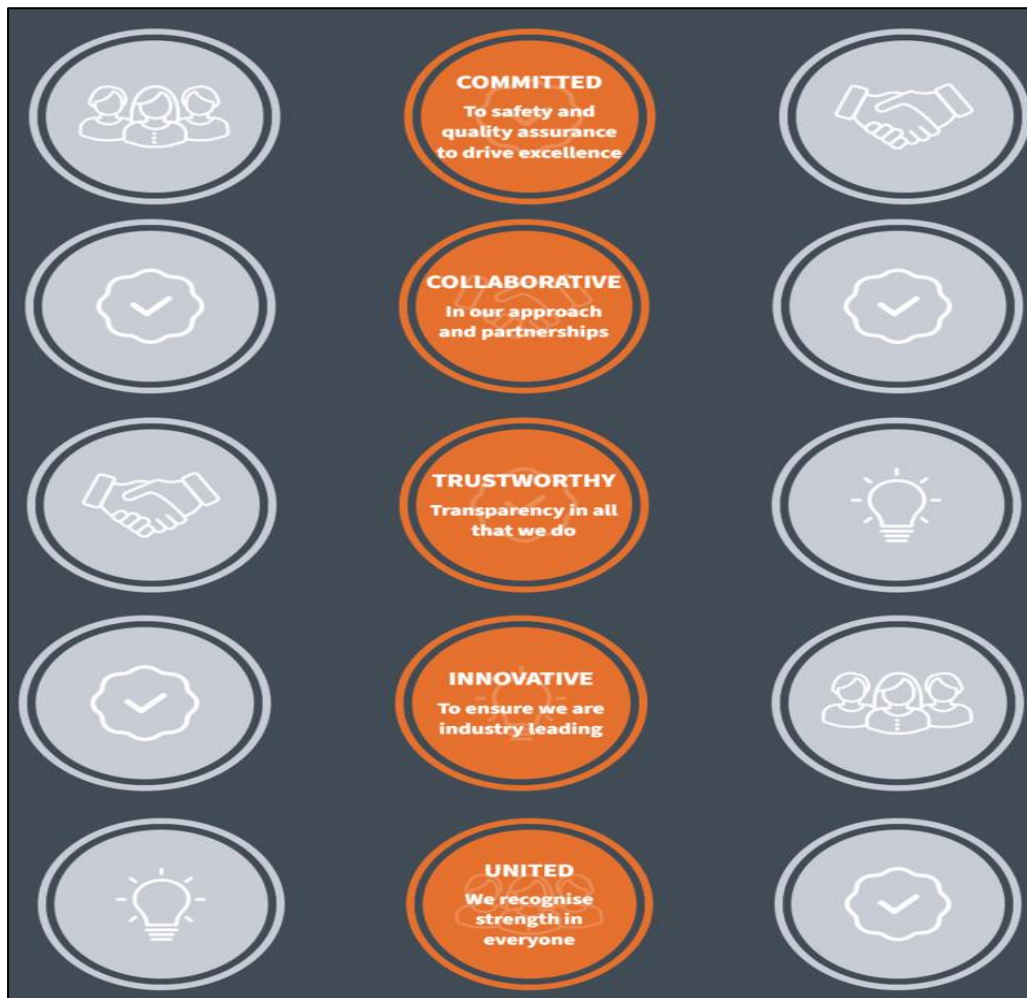 COMMITTED
To safety and
quality assurance
to drive excellence
COLLABORATIVE
In our approach
and partnerships
TRUSTWORTHY
Transparency in all
that we do
INNOVATIVE
To ensure we are
industry leading
UNITED
We recognise
strength in
everyone